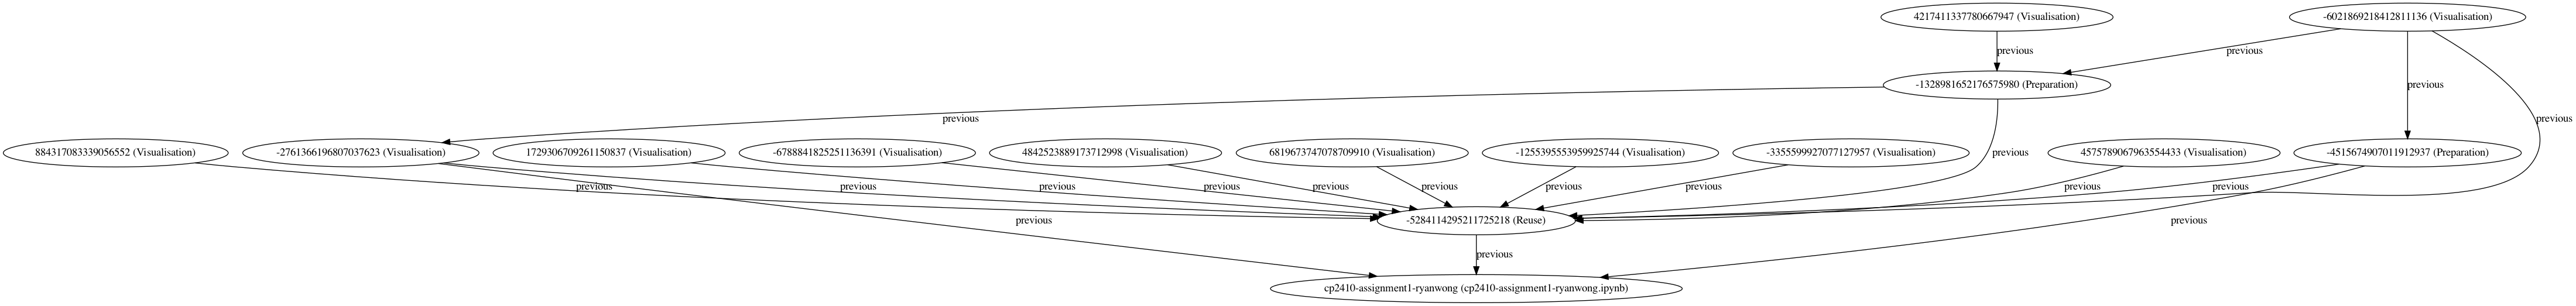 4217411337780667947 (Visualisation)
-6021869218412811136 (Visualisation)
previous
previous
-1328981652176575980 (Preparation)
previous
previous
previous
884317083339056552 (Visualisation)
-2761366196807037623 (Visualisation)
1729306709261150837 (Visualisation)
-6788841825251136391 (Visualisation)
4842523889173712998 (Visualisation)
6819673747078709910 (Visualisation)
-1255395553959925744 (Visualisation)
-3355599927077127957 (Visualisation)
4575789067963554433 (Visualisation)
-4515674907011912937 (Preparation)
previous
previous
previous
previous
previous
previous
previous
previous
previous
previous
previous
-5284114295211725218 (Reuse)
previous
previous
previous
cp2410-assignment1-ryanwong (cp2410-assignment1-ryanwong.ipynb)